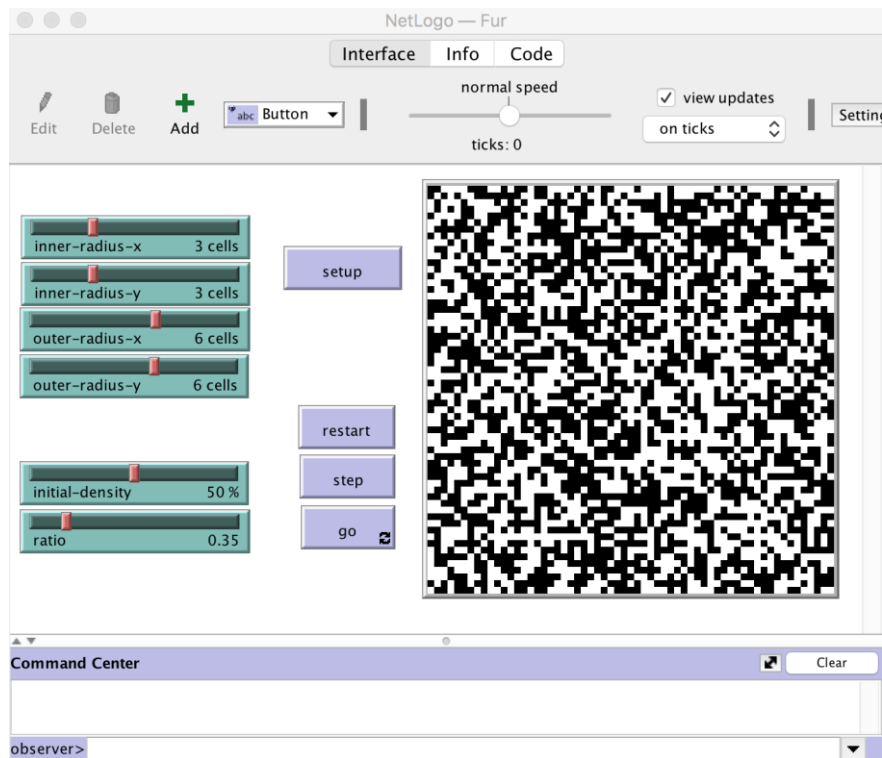 NetLogo — Fur
Interface Info Code
normal speed
Edit Delete Add abc Button view updates
on ticks
Setting
ticks: 0
inner-radius-x 3 cells
inner-radius-y 3 cells
outer-radius-x 6 cells
outer-radius-y 6 cells
setup
restart
initial-density 50 %
step
ratio 0.35
go
Command Center Clear
observer>